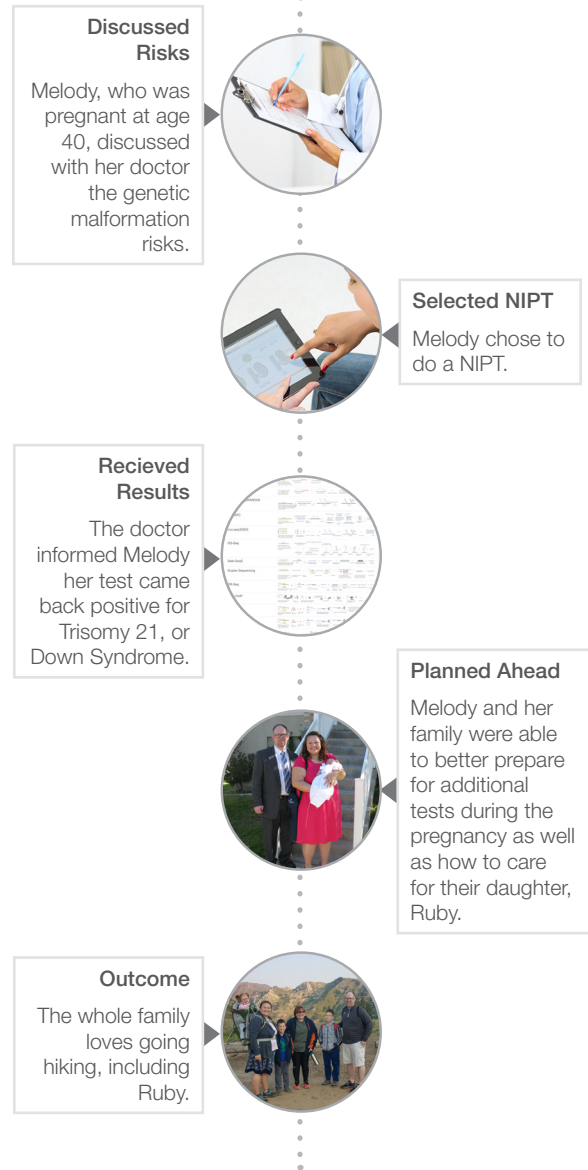 Discussed
Risks
Melody, who was
pregnant at age
40, discussed
with her doctor
the genetic
malformation
risks.
Selected NIPT
Melody chose to
do a NIPT.
Recieved
Results
The doctor
informed Melody
her test came
back positive for
Trisomy 21, or
Down Syndrome.
Planned Ahead
Melody and her
family were able
to better prepare
for additional
tests during the
pregnancy as well
as how to care
for their daughter,
Ruby.
Outcome
The whole family
loves going
hiking, including
Ruby.